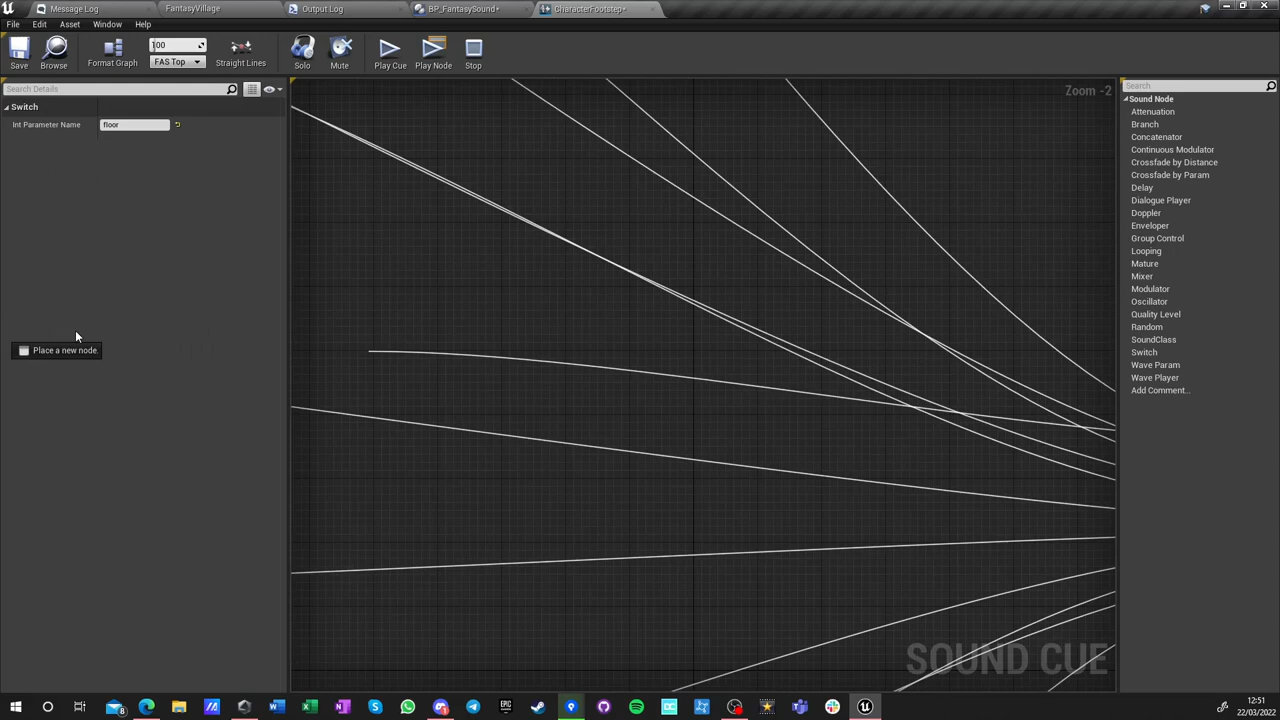 Message Log
FantasyVillage
Output Log
BP_FantasySound*
CharacterFootstep*
File
Edit
Asset
Window
Help
Save
Browse
Format Graph
100
FAS Top
Straight Lines
Solo
Mute
Play Cue
Play Node
Stop
Search Details
Switch
Int Parameter Name
floor
Place a new node.
Zoom -2
SOUND CUE
Search
Sound Node
Attenuation
Branch
Concatenator
Continuous Modulator
Crossfade by Distance
Crossfade by Param
Delay
Dialogue Player
Doppler
Enveloper
Group Control
Looping
Mature
Mixer
Modulator
Oscillator
Quality Level
Random
SoundClass
Switch
Wave Param
Wave Player
Add Comment...
12:51
22/03/2022